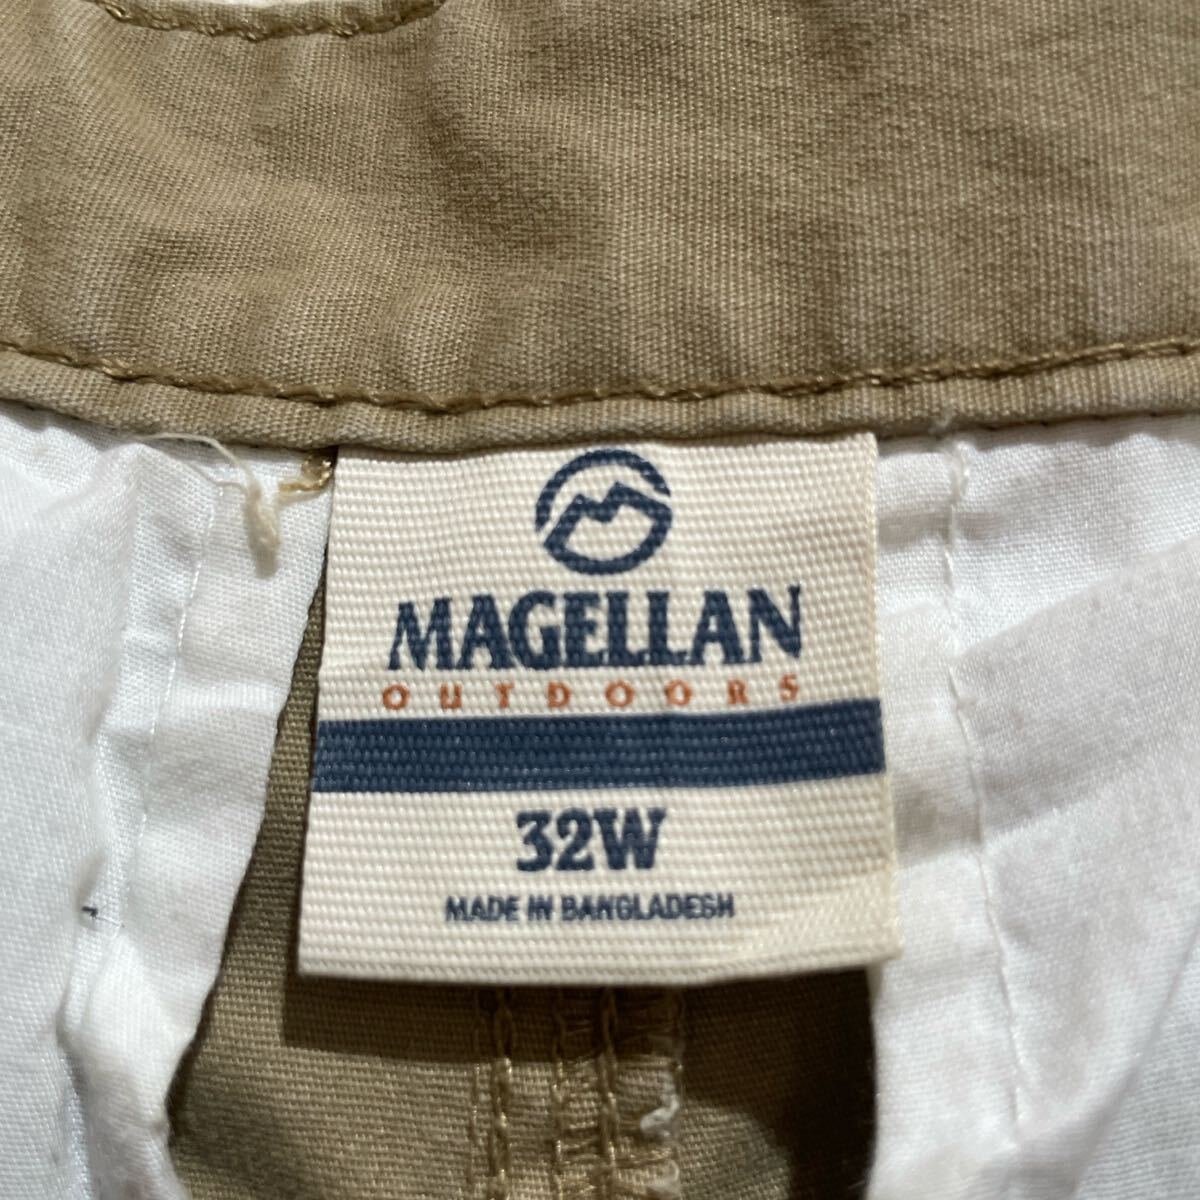 MAGELLAN
OUTDOORS
32W
MADE IN BANGLADESH